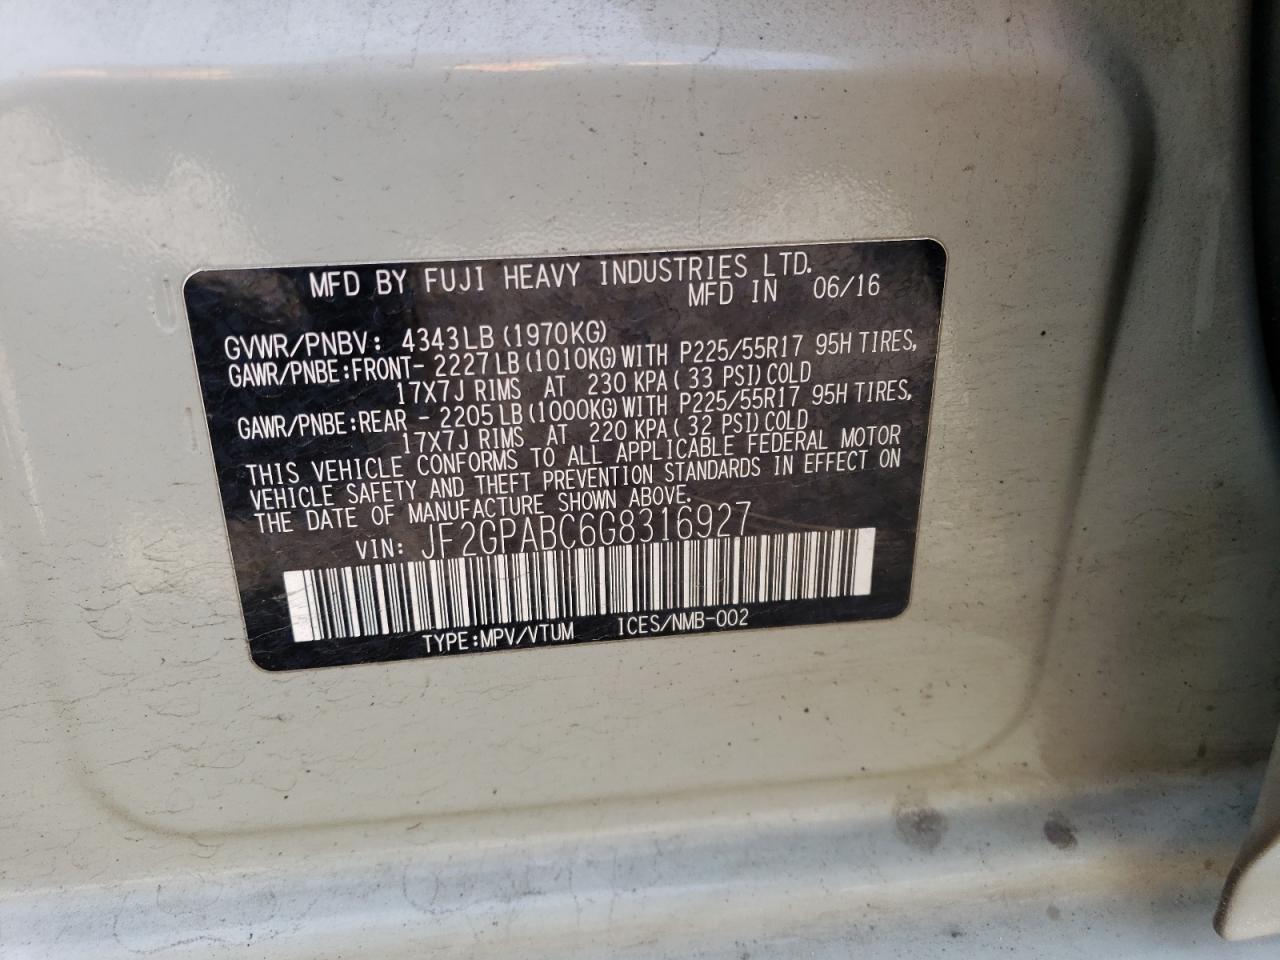 MFD BY FUJI HEAVY INDUSTRIES LTD.
MFD IN 06/16
GVWR/PNBV: 4343LB (1970KG)
GAWR/PNBE:FRONT- 2227LB (1010KG) WITH P225/55R17 95H TIRES,
17X7J RIMS AT 230 KPA ( 33 PSI) COLD
GAWR/PNBE:REAR - 2205LB (1000KG) WITH P225/55R17 95H TIRES,
17X7J RIMS AT 220 KPA ( 32 PSI) COLD
THIS VEHICLE CONFORMS TO ALL APPLICABLE FEDERAL MOTOR
VEHICLE SAFETY AND THEFT PREVENTION STANDARDS IN EFFECT ON
THE DATE OF MANUFACTURE SHOWN ABOVE.
VIN: JF2GPABC6G8316927
TYPE:MPV/VTUM ICES/NMB-002